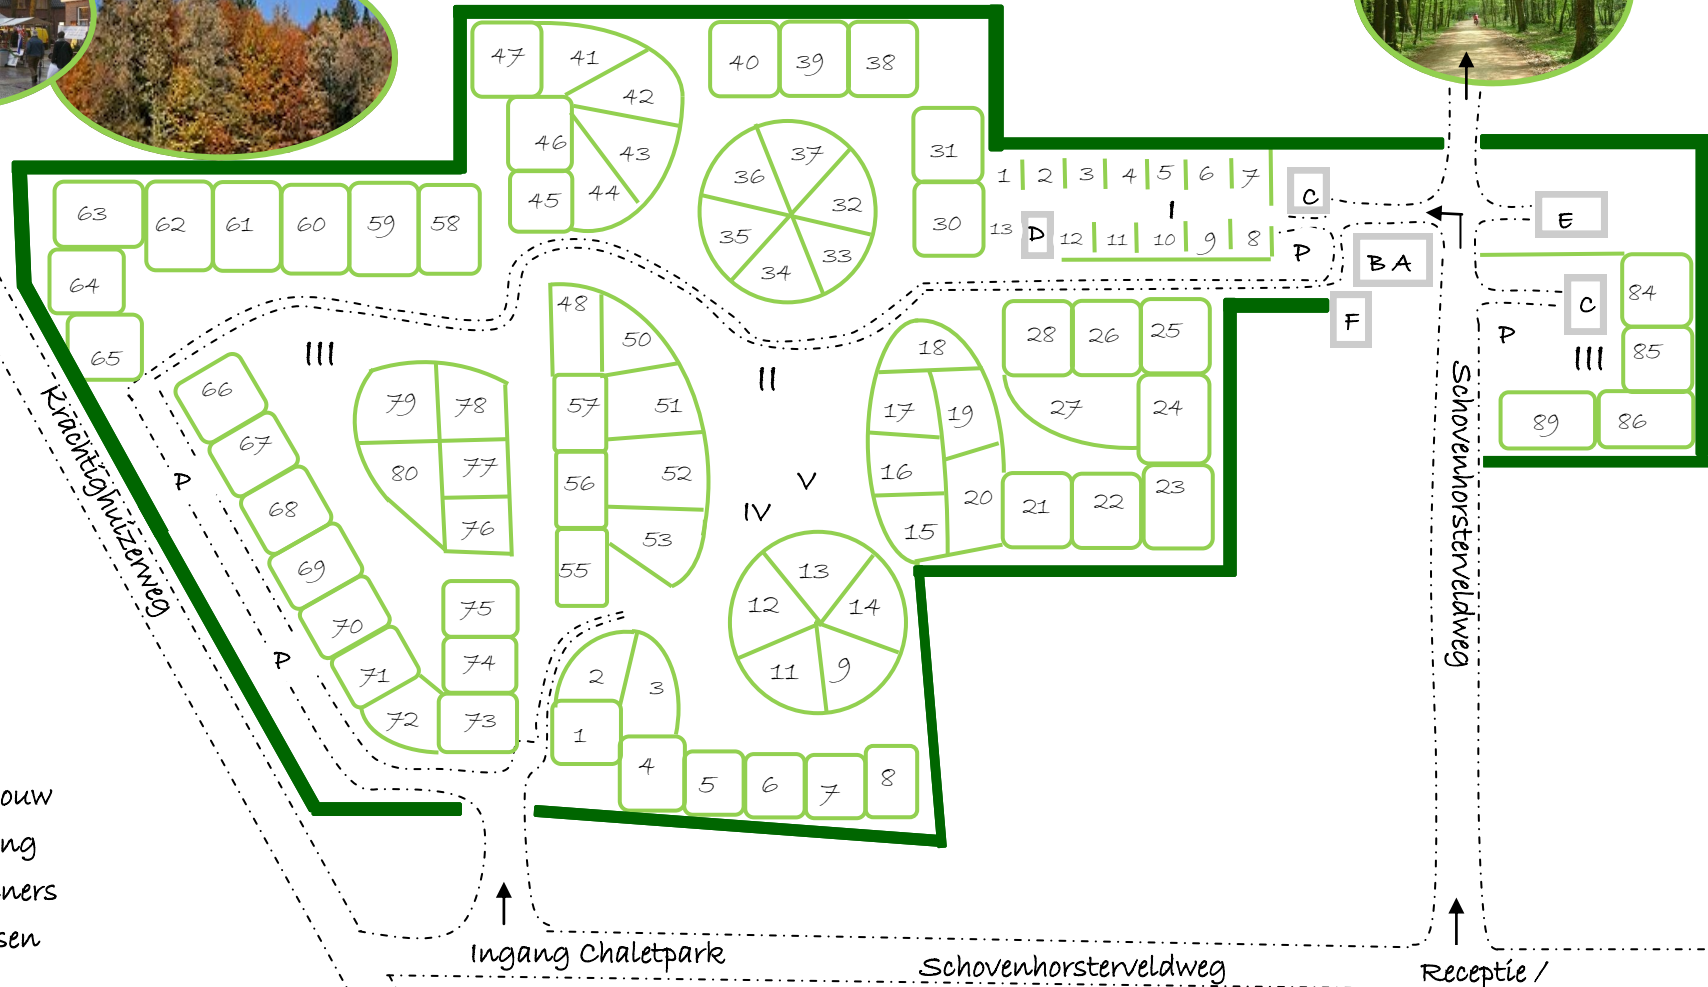 47 41 40 39 38
42
46 43 37 31
36
45 44 32 30
35 33
34
1 2 3 4 5 6 7 C
I
13 D 12 11 10 9 8 P
B A
E
F
63 62 61 60 59 58
64
65
48 50
III
II
18 28 26 25
C 84
P
III 85
89 86
66
67
68
69
70
71
72 73
74
75
P
P
79 78
80 77
76
57 51
56 52
55 53
V
IV
17 19 27 24
16
15 20 21 22 23
13
12 14
11 9
2 3
1
4 5 6 7 8
Krachtighuizerweg
Schovenhorsterveldweg
ouw
ng
ners
sen
Ingang Chaletpark
Schovenhorsterveldweg
Receptie /